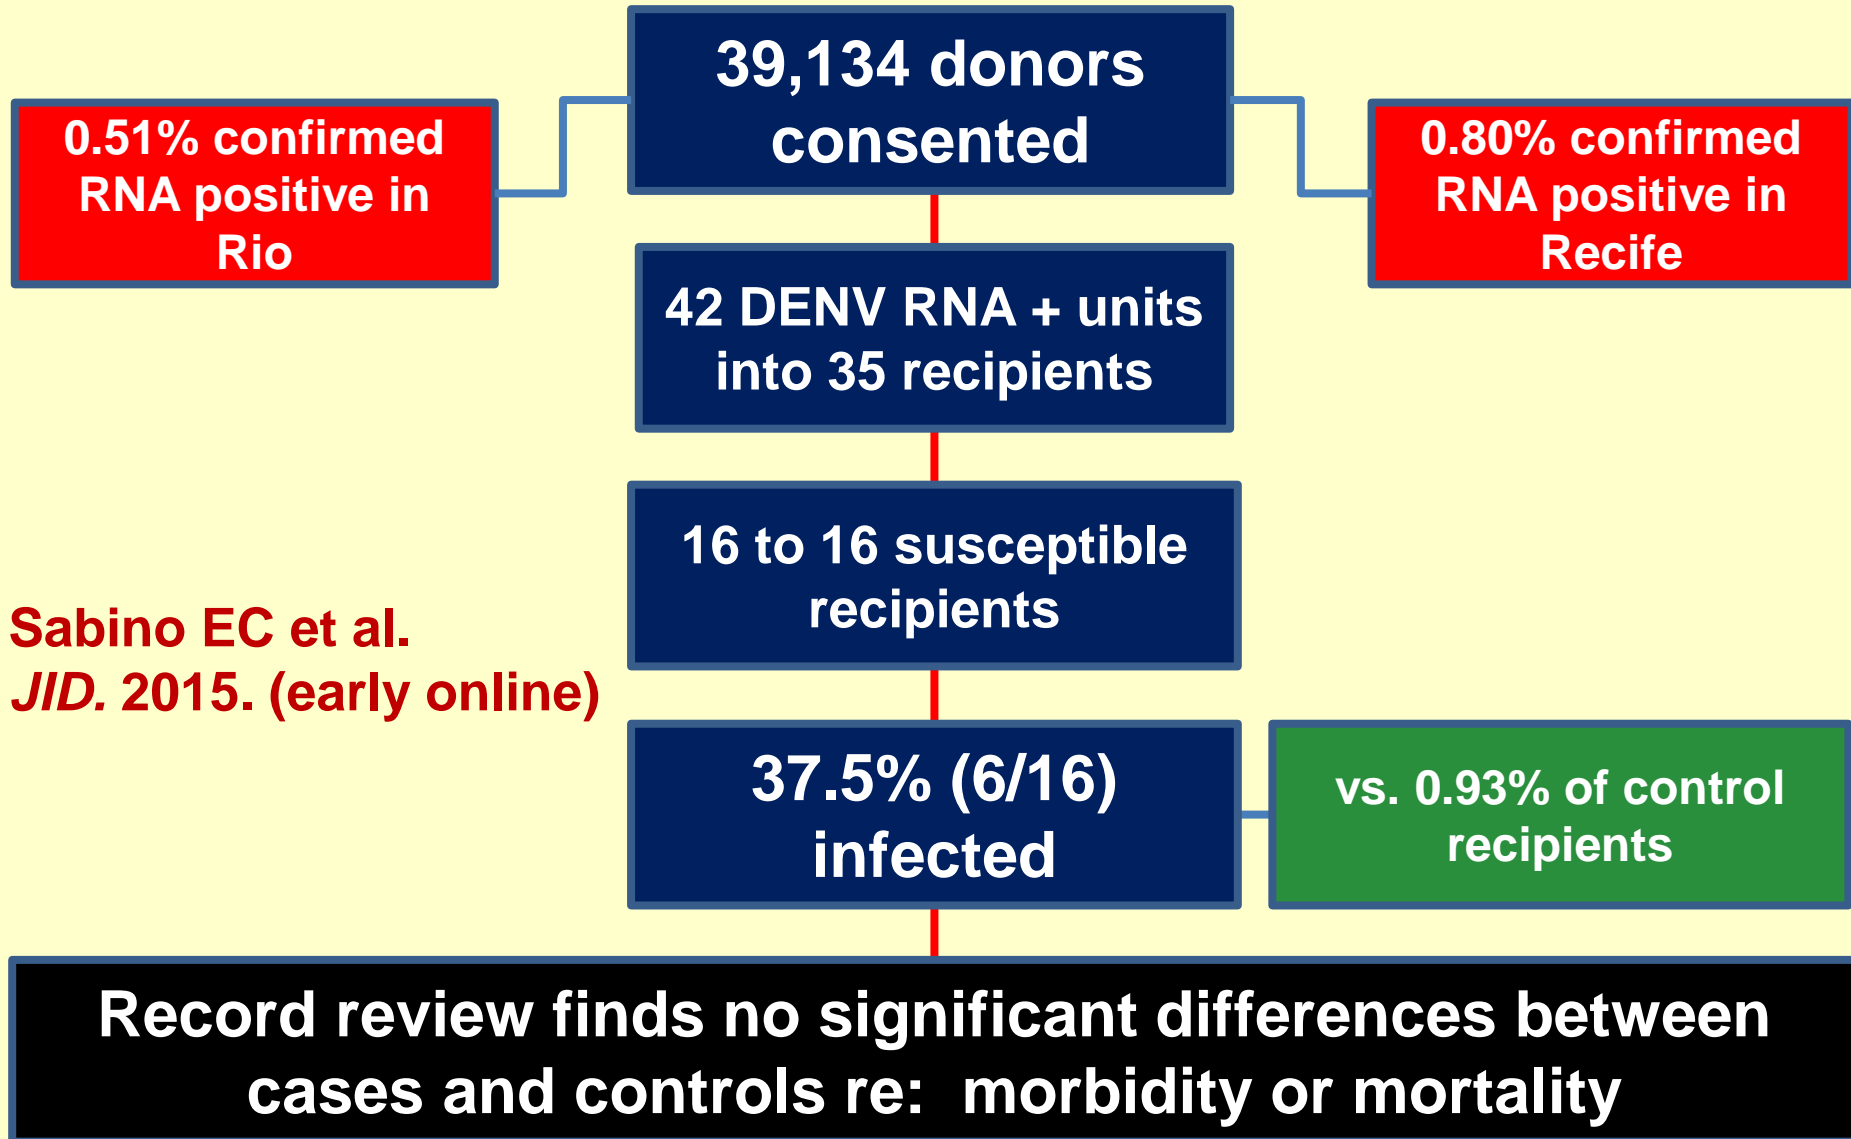 39,134 donors
consented
0.51% confirmed
RNA positive in
Rio
0.80% confirmed
RNA positive in
Recife
42 DENV RNA + units
into 35 recipients
16 to 16 susceptible
recipients
Sabino EC et al.
JID. 2015. (early online)
37.5% (6/16)
infected
vs. 0.93% of control
recipients
Record review finds no significant differences between
cases and controls re:  morbidity or mortality